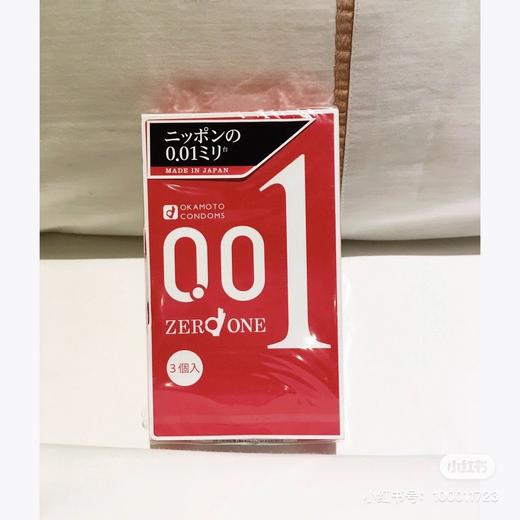 ニッポンの
0.01ミリ台
MADE IN JAPAN
OKAMOTO
CONDOMS
0.01
ZERO ONE
3個入
小红书
小红书号：100011723